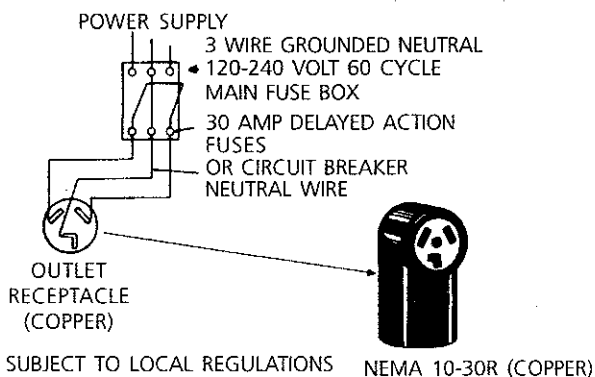 POWER SUPPLY
3 WIRE GROUNDED NEUTRAL
120-240 VOLT 60 CYCLE
MAIN FUSE BOX
30 AMP DELAYED ACTION
FUSES
OR CIRCUIT BREAKER
NEUTRAL WIRE
OUTLET
RECEPTACLE
(COPPER)
SUBJECT TO LOCAL REGULATIONS
NEMA 10-30R (COPPER)